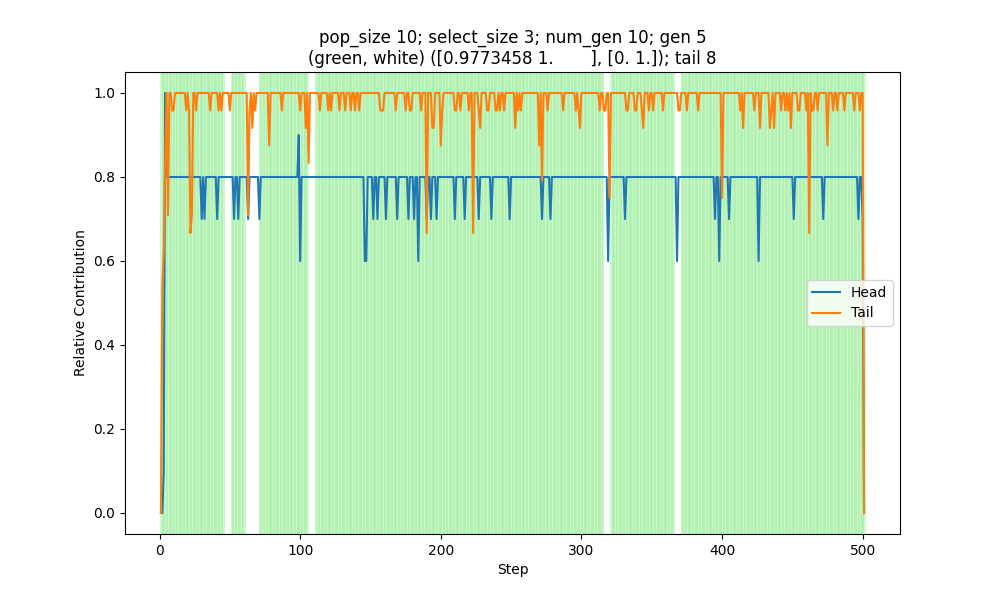 pop_size 10; select_size 3; num_gen 10; gen 5
(green, white) ([0.9773458 1.        ], [0. 1.]); tail 8
1.0
0.8
0.6
0.4
0.2
0.0
Relative Contribution
Head
Tail
0 100 200 300 400 500
Step